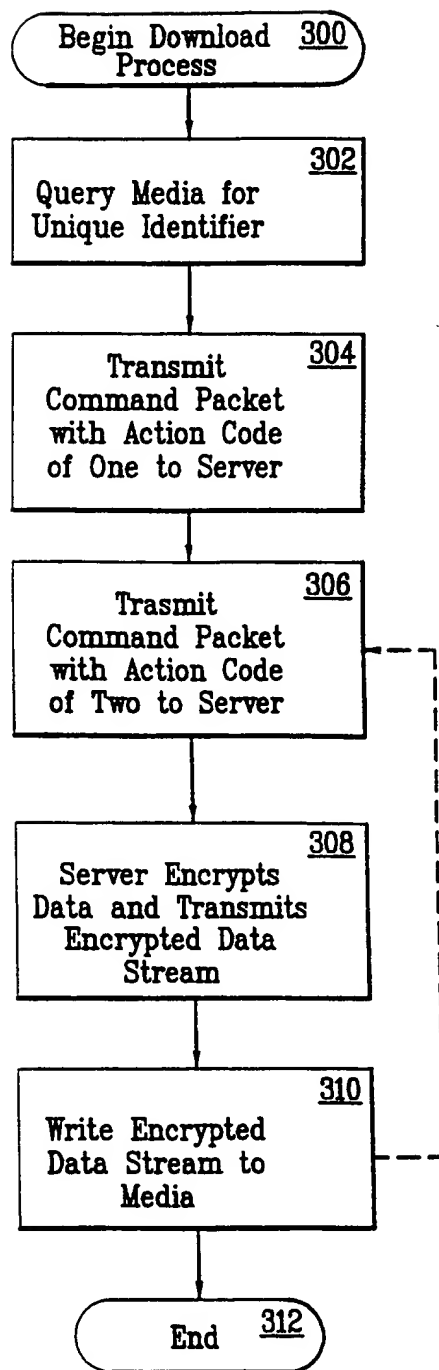 Begin Download 300
Process
302
Query Media for
Unique Identifier
304
Transmit
Command Packet
with Action Code
of One to Server
306
Trasmit
Command Packet
with Action Code
of Two to Server
308
Server Encrypts
Data and Transmits
Encrypted Data
Stream
310
Write Encrypted
Data Stream to
Media
End 312